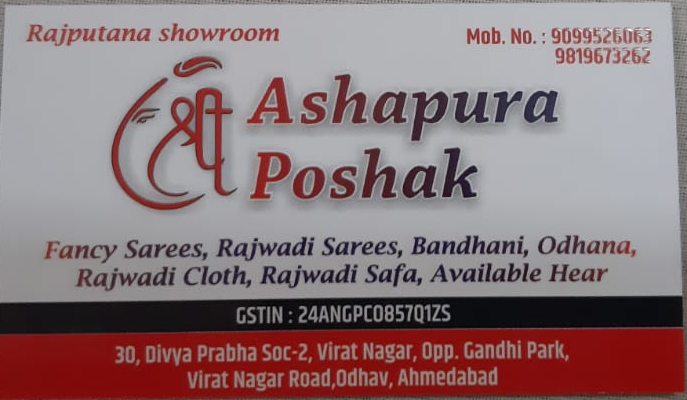 Rajputana showroom
Mob. No. : 9099526063
9819673262
श्री Ashapura
Poshak
Fancy Sarees, Rajwadi Sarees, Bandhani, Odhana,
Rajwadi Cloth, Rajwadi Safa, Available Hear
GSTIN : 24ANGPC0857Q1ZS
30, Divya Prabha Soc-2, Virat Nagar, Opp. Gandhi Park,
Virat Nagar Road,Odhav, Ahmedabad